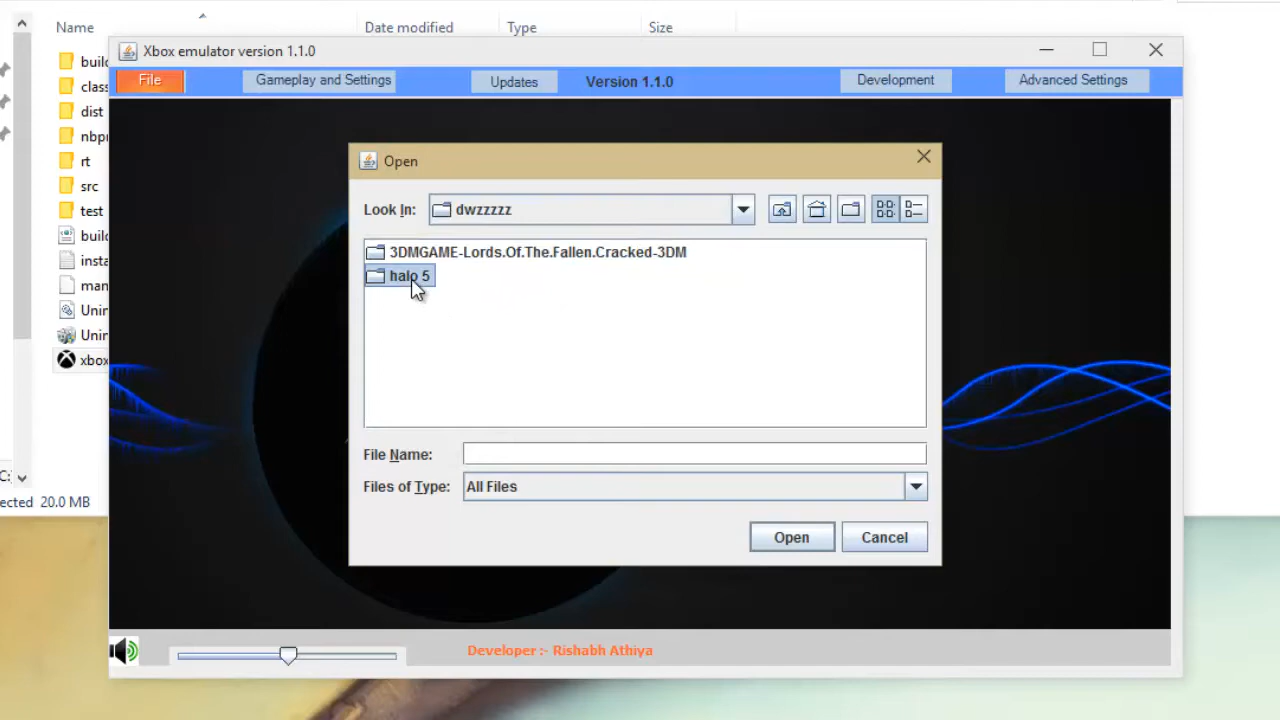 Name
Date modified
Type
Size
Xbox emulator version 1.1.0
File
Gameplay and Settings
Updates
Version 1.1.0
Development
Advanced Settings
dist
rt
src
test
xbox
Open
Look In:
dwzzzzz
3DMGAME-Lords.Of.The.Fallen.Cracked-3DM
halo 5
File Name:
Files of Type:
All Files
Open
Cancel
20.0 MB
Developer :- Rishabh Athiya